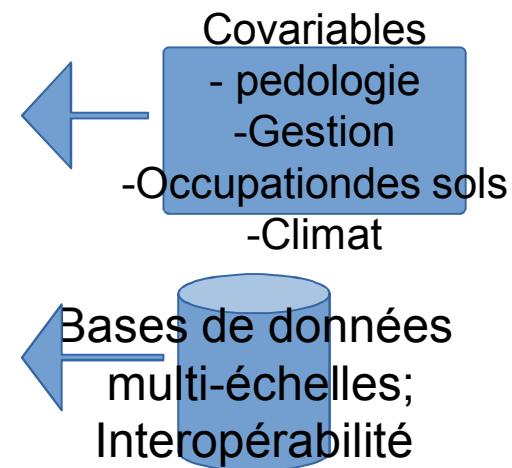 Covariables
- pedologie
-Gestion
-Occupationdes sols
-Climat
Bases de données
multi-échelles;
Interopérabilité